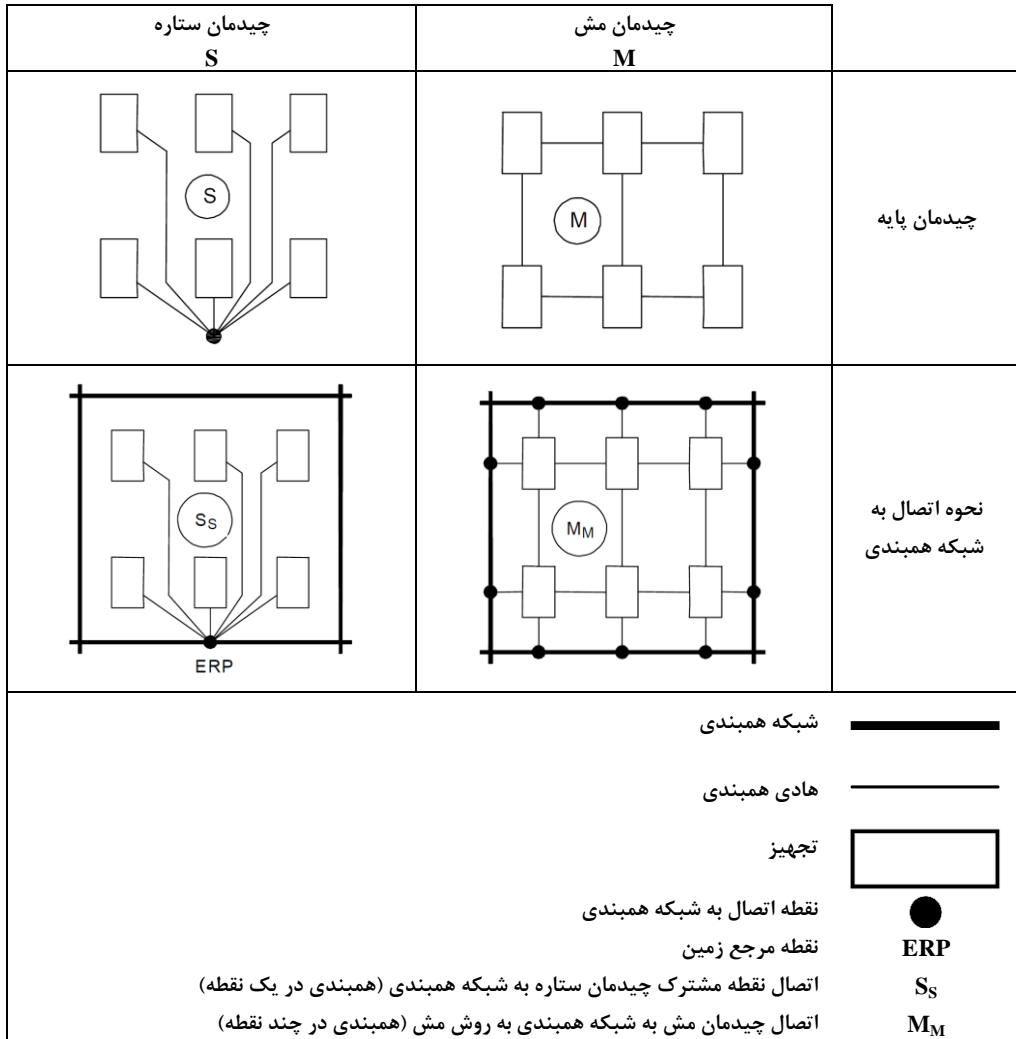 چیدمان مش
M
چیدمان ستاره
S
چیدمان پایه
M
S
نحوه اتصال به
شبکه همبندی
MM
SS
ERP
شبکه همبندی
هادی همبندی
تجهیز
نقطه اتصال به شبکه همبندی
ERP نقطه مرجع زمین
SS اتصال نقطه مشترک چیدمان ستاره به شبکه همبندی (همبندی در یک نقطه)
MM اتصال چیدمان مش به شبکه همبندی به روش مش (همبندی در چند نقطه)